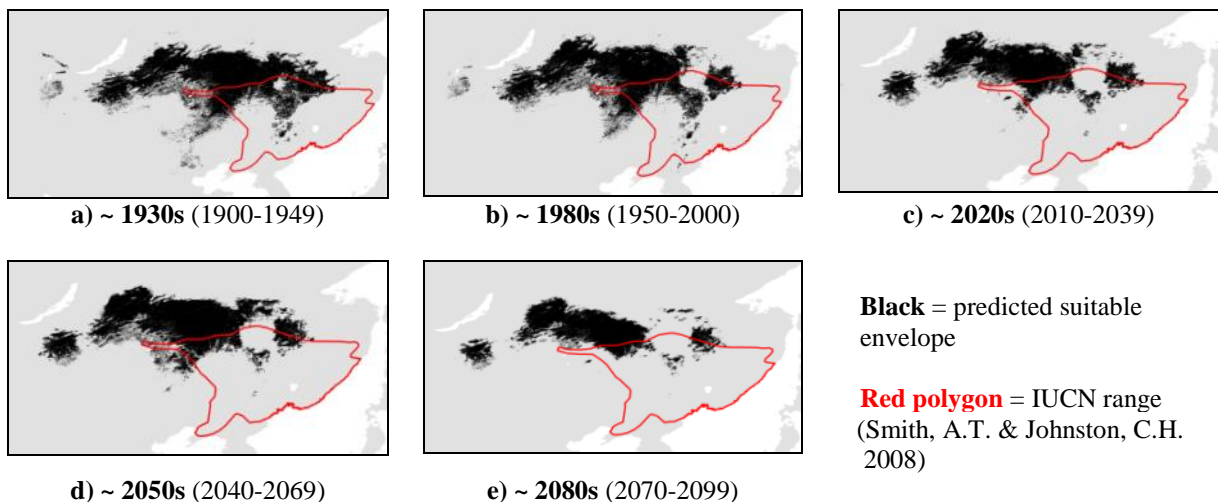 a) ~ 1930s (1900-1949)
b) ~ 1980s (1950-2000)
c) ~ 2020s (2010-2039)
d) ~ 2050s (2040-2069)
e) ~ 2080s (2070-2099)
Black = predicted suitable
envelope
Red polygon = IUCN range
(Smith, A.T. & Johnston, C.H.
2008)